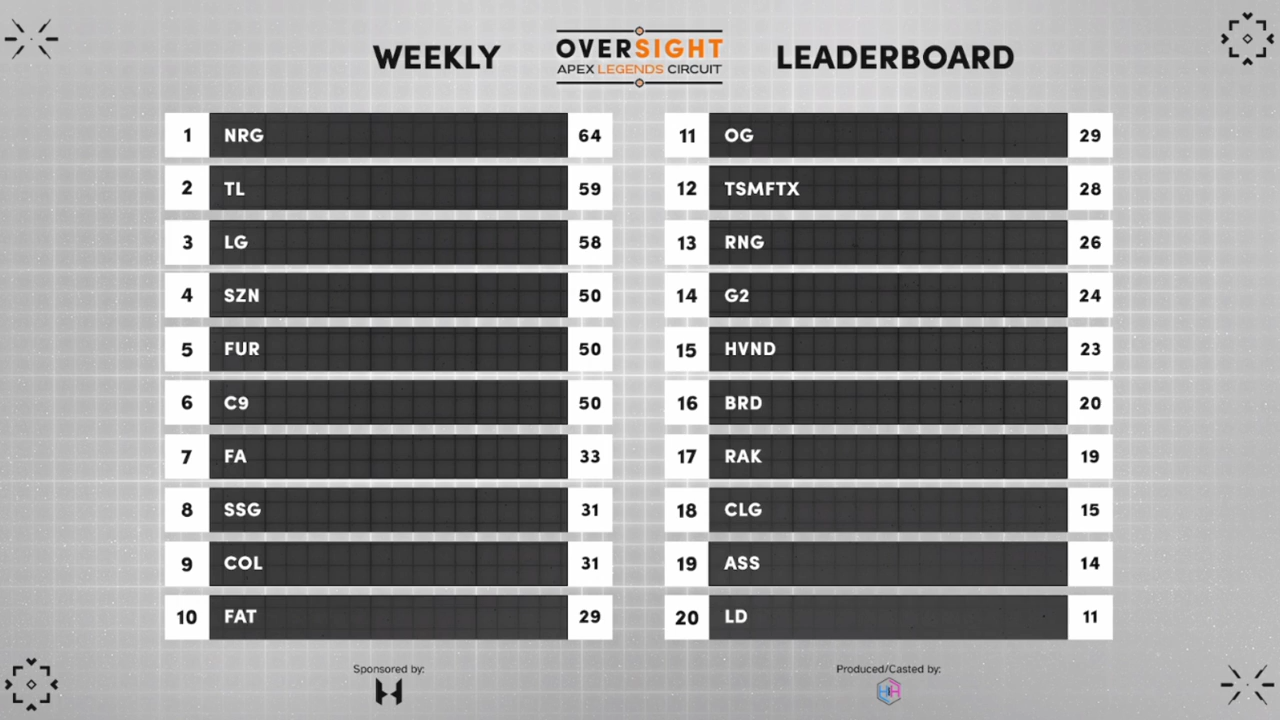 WEEKLY
OVERSIGHT
APEX LEGENDS CIRCUIT
LEADERBOARD
1 NRG 64
2 TL 59
3 LG 58
4 SZN 50
5 FUR 50
6 C9 50
7 FA 33
8 SSG 31
9 COL 31
10 FAT 29
11 OG 29
12 TSMFTX 28
13 RNG 26
14 G2 24
15 HVND 23
16 BRD 20
17 RAK 19
18 CLG 15
19 ASS 14
20 LD 11
Sponsored by:
Produced/Casted by: